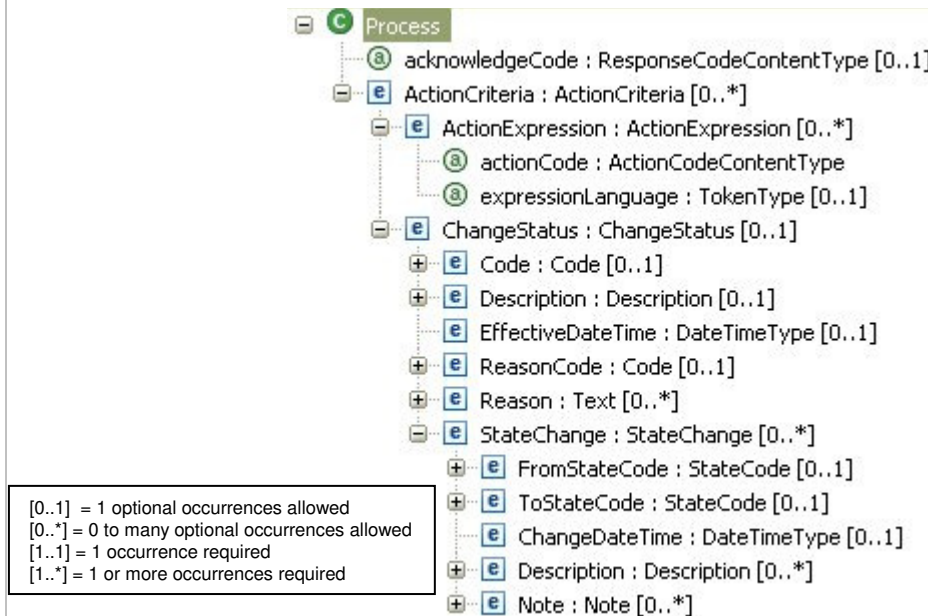 Process
acknowledgeCode : ResponseCodeContentType [0..1]
ActionCriteria : ActionCriteria [0..*]
ActionExpression : ActionExpression [0..*]
actionCode : ActionCodeContentType
expressionLanguage : TokenType [0..1]
ChangeStatus : ChangeStatus [0..1]
Code : Code [0..1]
Description : Description [0..1]
EffectiveDateTime : DateTimeType [0..1]
ReasonCode : Code [0..1]
Reason : Text [0..*]
StateChange : StateChange [0..*]
FromStateCode : StateCode [0..1]
ToStateCode : StateCode [0..1]
ChangeDateTime : DateTimeType [0..1]
Description : Description [0..*]
Note : Note [0..*]
[0..1] = 1 optional occurrences allowed
[0..*] = 0 to many optional occurrences allowed
[1..1] = 1 occurrence required
[1..*] = 1 or more occurrences required